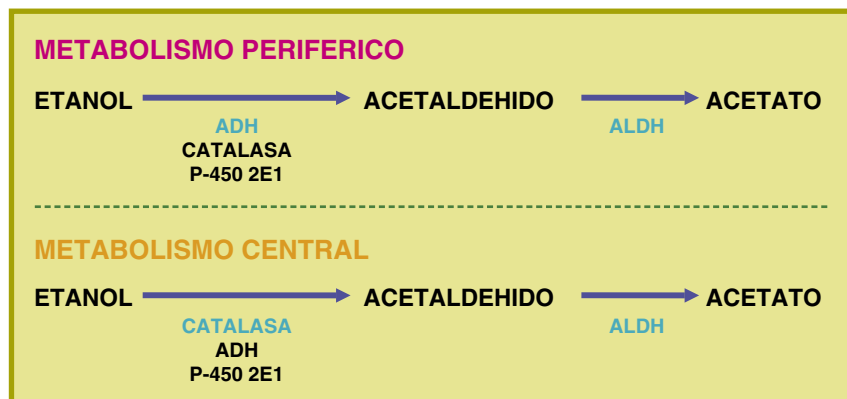 METABOLISMO PERIFERICO
ETANOL ACETALDEHIDO ACETATO
ADH ALDH
CATALASA
P-450 2E1
METABOLISMO CENTRAL
ETANOL ACETALDEHIDO ACETATO
CATALASA ALDH
ADH
P-450 2E1